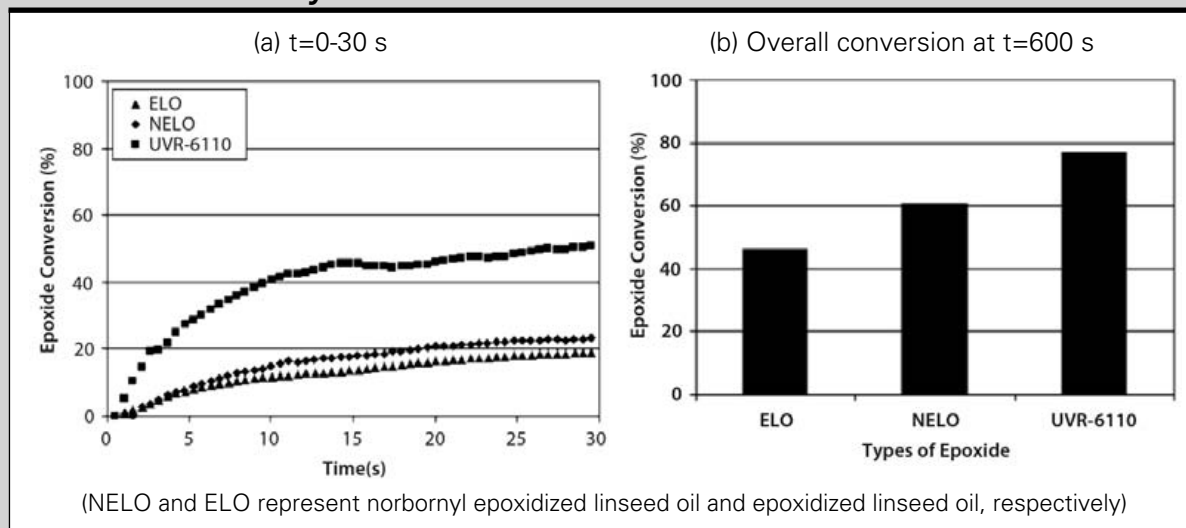 (a) t=0-30 s
(b) Overall conversion at t=600 s
Epoxide Conversion (%)
100
80
60
40
20
0
ELO
NELO
UVR-6110
0
5
10
15
20
25
30
Time(s)
Epoxide Conversion (%)
100
80
60
40
20
0
ELO
NELO
UVR-6110
Types of Epoxide
(NELO and ELO represent norbornyl epoxidized linseed oil and epoxidized linseed oil, respectively)